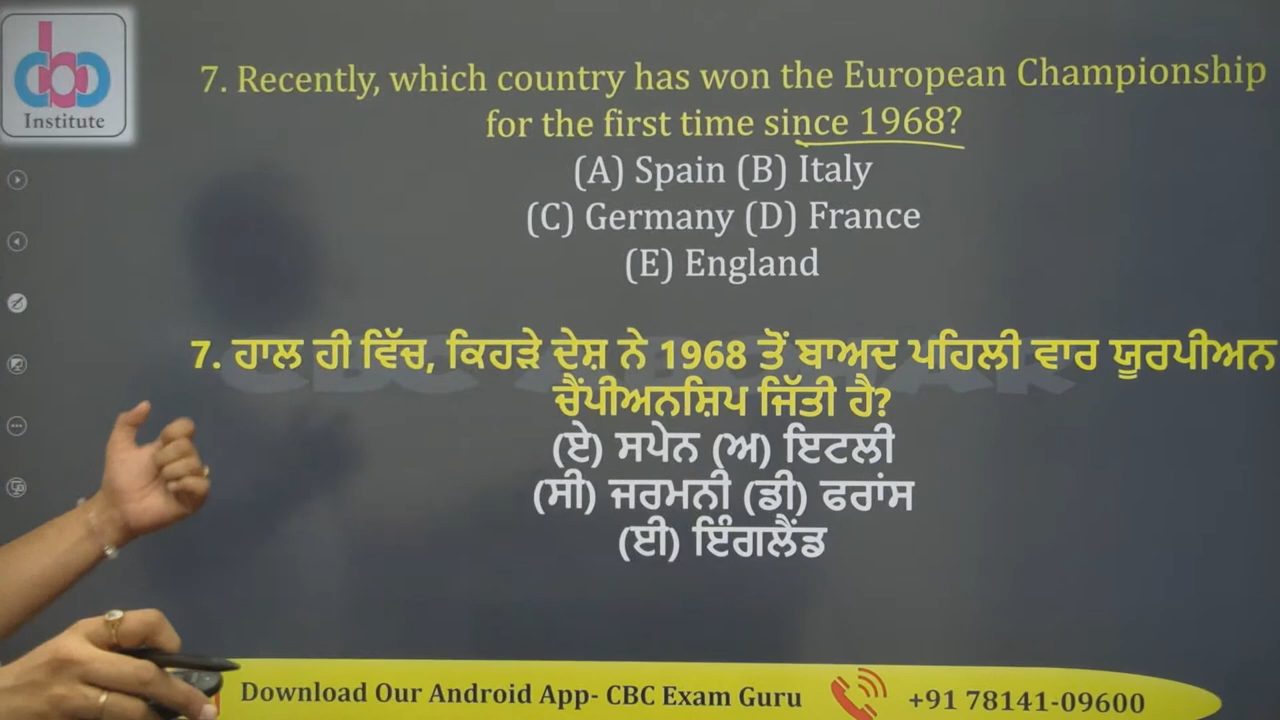 Institute
7. Recently, which country has won the European Championship
for the first time since 1968?
(A) Spain (B) Italy
(C) Germany (D) France
(E) England
7. ਹਾਲ ਹੀ ਵਿੱਚ, ਕਿਹੜੇ ਦੇਸ਼ ਨੇ 1968 ਤੋਂ ਬਾਅਦ ਪਹਿਲੀ ਵਾਰ ਯੂਰਪੀਅਨ
ਚੈਂਪੀਅਨਸ਼ਿਪ ਜਿੱਤੀ ਹੈ?
(ਏ) ਸਪੇਨ (ਅ) ਇਟਲੀ
(ਸੀ) ਜਰਮਨੀ (ਡੀ) ਫਰਾਂਸ
(ਈ) ਇੰਗਲੈਂਡ
Download Our Android App- CBC Exam Guru
+91 78141-09600